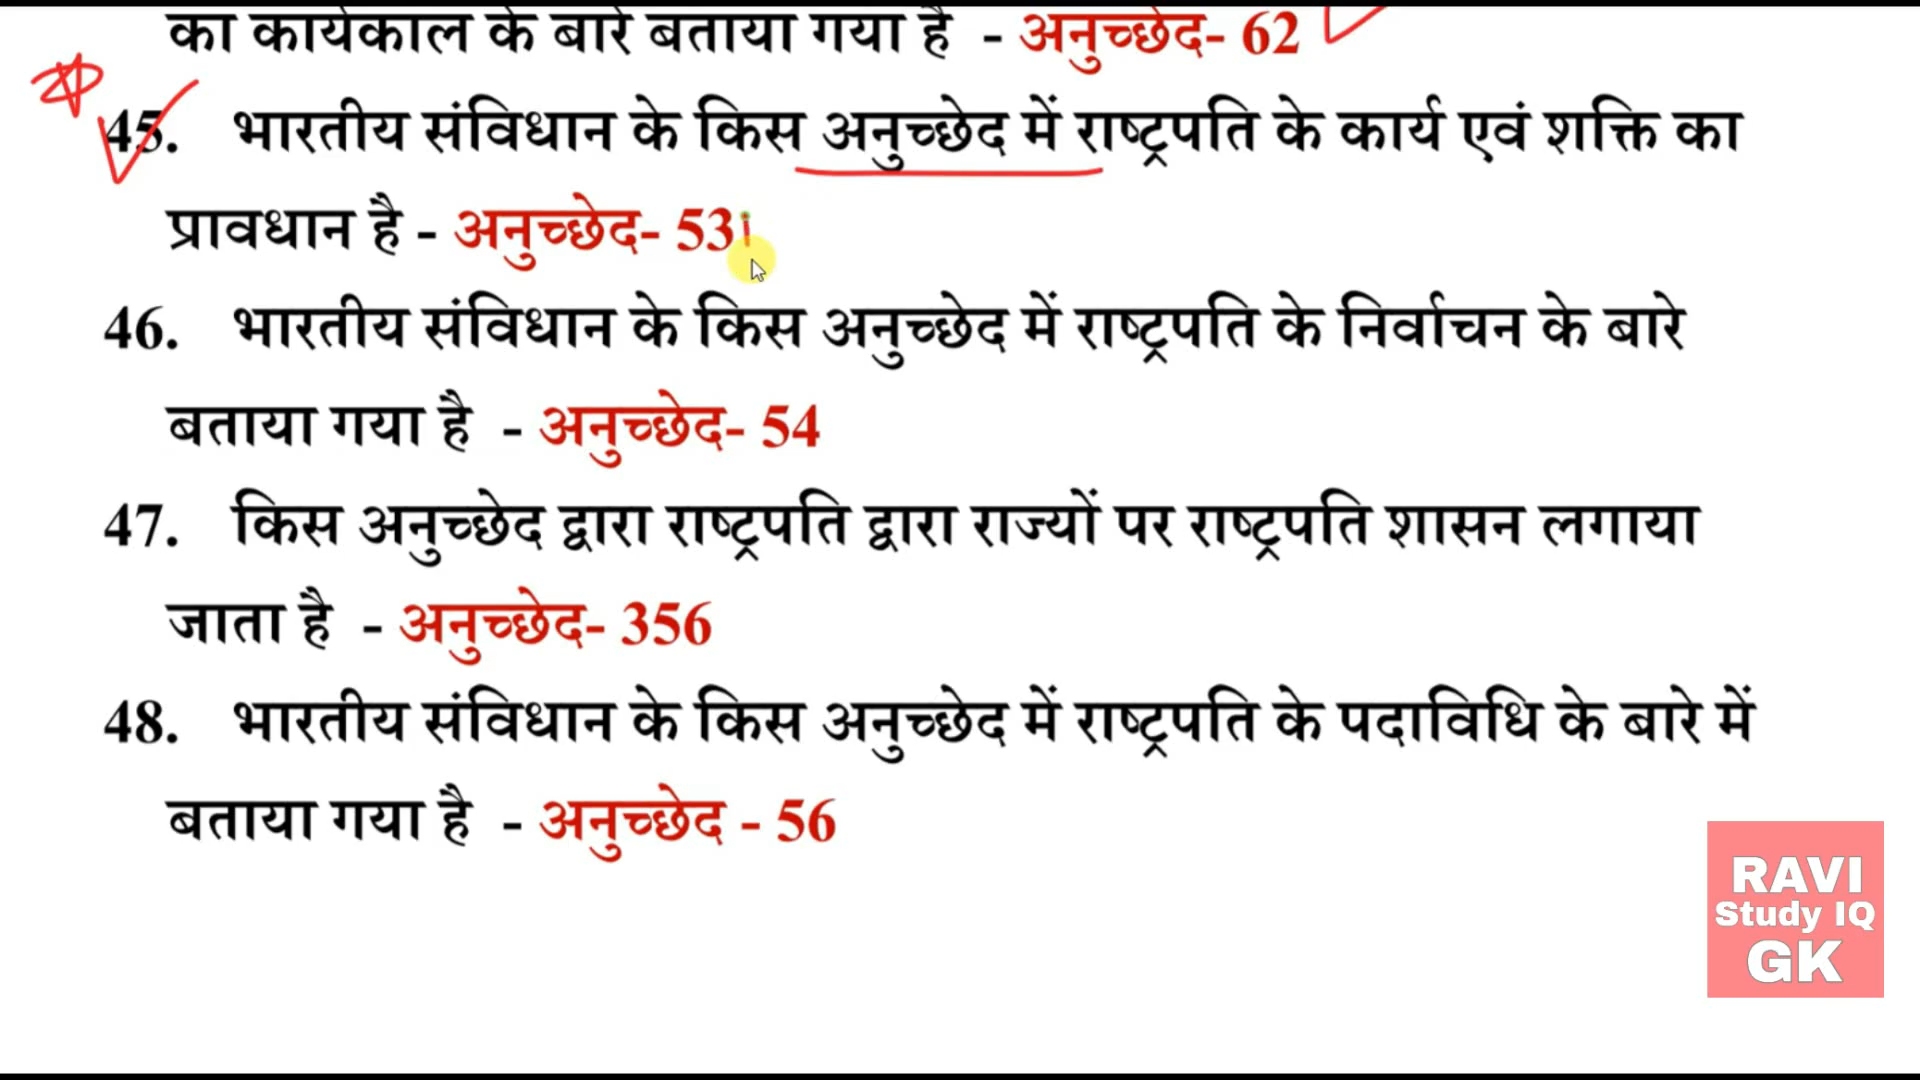 का कार्यकाल के बारे बताया गया है - अनुच्छेद- 62
45. भारतीय संविधान के किस अनुच्छेद में राष्ट्रपति के कार्य एवं शक्ति का
प्रावधान है - अनुच्छेद- 53
46. भारतीय संविधान के किस अनुच्छेद में राष्ट्रपति के निर्वाचन के बारे
बताया गया है - अनुच्छेद- 54
47. किस अनुच्छेद द्वारा राष्ट्रपति द्वारा राज्यों पर राष्ट्रपति शासन लगाया
जाता है - अनुच्छेद- 356
48. भारतीय संविधान के किस अनुच्छेद में राष्ट्रपति के पदाविधि के बारे में
बताया गया है - अनुच्छेद - 56
RAVI
Study IQ
GK